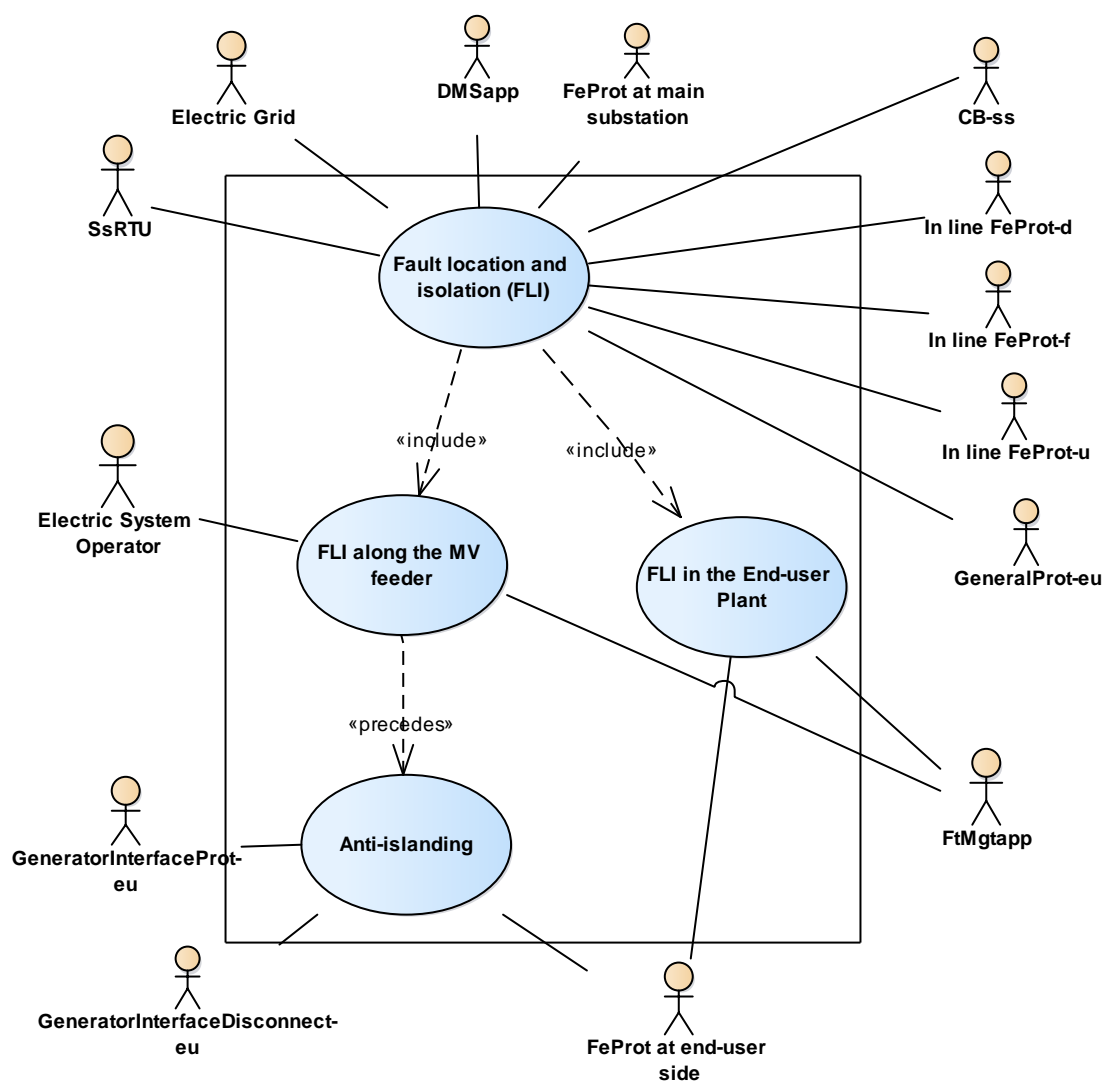 DMSapp
FeProt at main
substation
Electric Grid
CB-ss
SsRTU
In line FeProt-d
Fault location and
isolation (FLI)
In line FeProt-f
«include»
«include»
In line FeProt-u
Electric System
Operator
FLI along the MV
feeder
FLI in the End-user
Plant
GeneralProt-eu
«precedes»
FtMgtapp
Anti-islanding
GeneratorInterfaceProt-
eu
GeneratorInterfaceDisconnect-
eu
FeProt at end-user
side